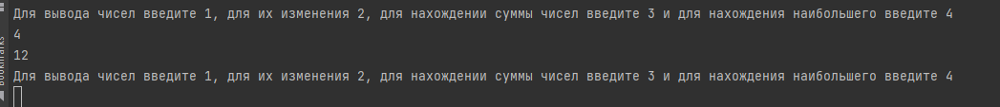 Для вывода чисел введите 1, для их изменения 2, для нахождении суммы чисел введите 3 и для нахождения наибольшего введите 4
4
12
Для вывода чисел введите 1, для их изменения 2, для нахождении суммы чисел введите 3 и для нахождения наибольшего введите 4
Bookmarks